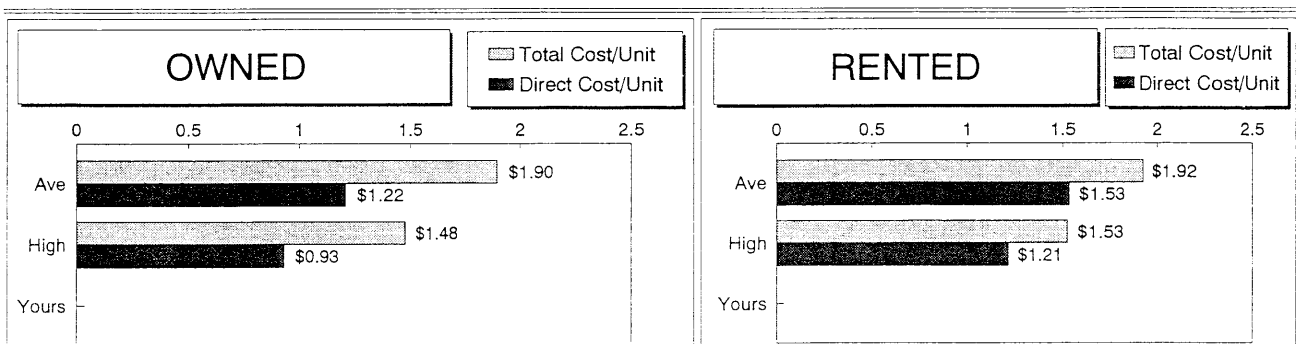 OWNED
Total Cost/Unit
Direct Cost/Unit
0 0.5 1 1.5 2 2.5
Ave
$1.90
$1.22
High
$1.48
$0.93
Yours
RENTED
Total Cost/Unit
Direct Cost/Unit
0 0.5 1 1.5 2 2.5
Ave
$1.92
$1.53
High
$1.53
$1.21
Yours